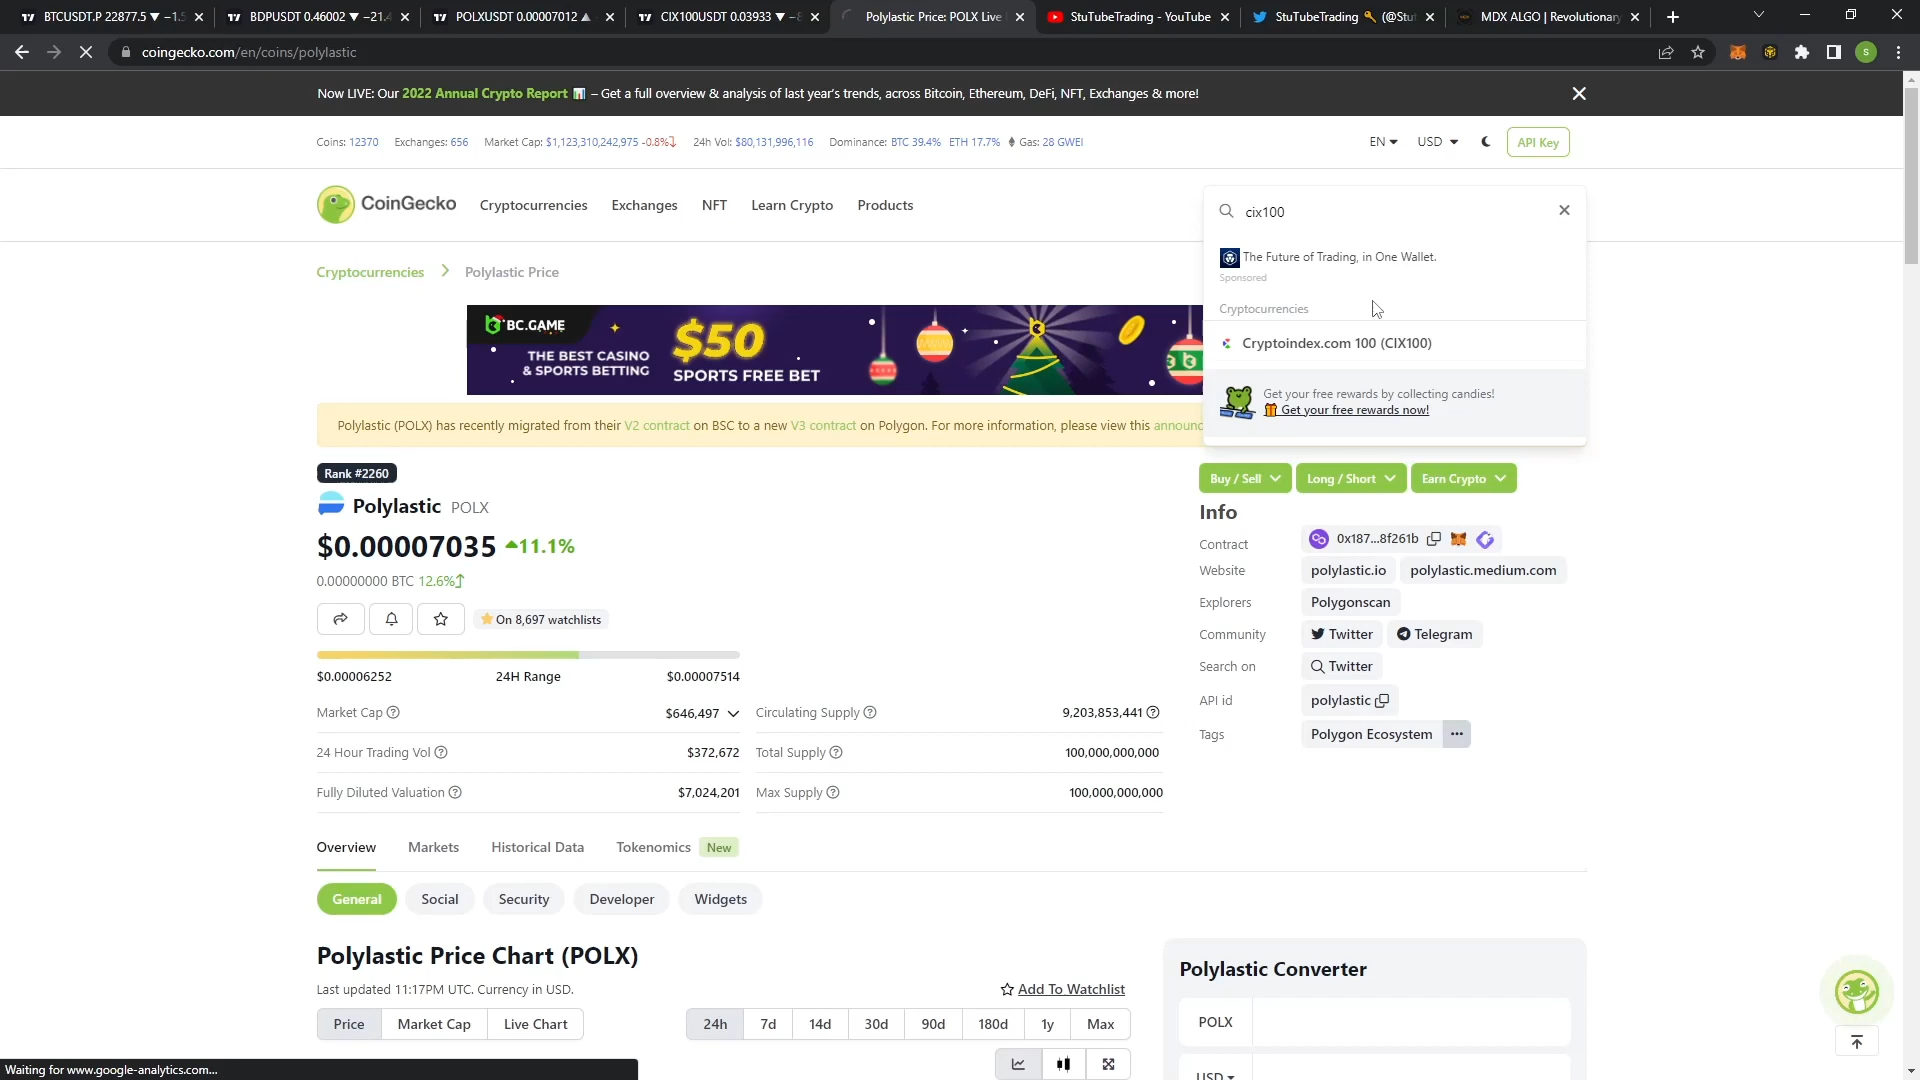 BTCUSDT.P 22877.5 ▼ −1.5
BDPUSDT 0.46002 ▼ −21.4
POLXUSDT 0.00007012 ▲
CIX100USDT 0.03933 ▼ −8
Polylastic Price: POLX Live
StuTubeTrading - YouTube
StuTubeTrading 🔑 (@Stut
MDX ALGO | Revolutionary
coingecko.com/en/coins/polylastic
S
Now LIVE: Our 2022 Annual Crypto Report 📊 – Get a full overview & analysis of last year's trends, across Bitcoin, Ethereum, DeFi, NFT, Exchanges & more!
Coins: 12370 Exchanges: 656 Market Cap: $1,123,310,242,975 -0.8% 24h Vol: $80,131,996,116 Dominance: BTC 39.4% ETH 17.7% Gas: 28 GWEI
EN USD API Key
CoinGecko Cryptocurrencies Exchanges NFT Learn Crypto Products
cix100
The Future of Trading, in One Wallet.
Sponsored
Cryptocurrencies
Cryptoindex.com 100 (CIX100)
Get your free rewards by collecting candies!
🎁 Get your free rewards now!
Cryptocurrencies > Polylastic Price
BC.GAME
THE BEST CASINO
& SPORTS BETTING
$50
SPORTS FREE BET
Polylastic (POLX) has recently migrated from their V2 contract on BSC to a new V3 contract on Polygon. For more information, please view this announc
Rank #2260
Polylastic POLX
$0.00007035 11.1%
0.00000000 BTC 12.6%
On 8,697 watchlists
$0.00006252 24H Range $0.00007514
Market Cap $646,497
24 Hour Trading Vol $372,672
Fully Diluted Valuation $7,024,201
Circulating Supply 9,203,853,441
Total Supply 100,000,000,000
Max Supply 100,000,000,000
Buy / Sell Long / Short Earn Crypto
Info
Contract 0x187...8f261b
Website polylastic.io polylastic.medium.com
Explorers Polygonscan
Community Twitter Telegram
Search on Twitter
API id polylastic
Tags Polygon Ecosystem ...
Overview Markets Historical Data Tokenomics New
General Social Security Developer Widgets
Polylastic Price Chart (POLX)
Last updated 11:17PM UTC. Currency in USD.
Add To Watchlist
Price Market Cap Live Chart
24h 7d 14d 30d 90d 180d 1y Max
Polylastic Converter
POLX
USD
Waiting for www.google-analytics.com...